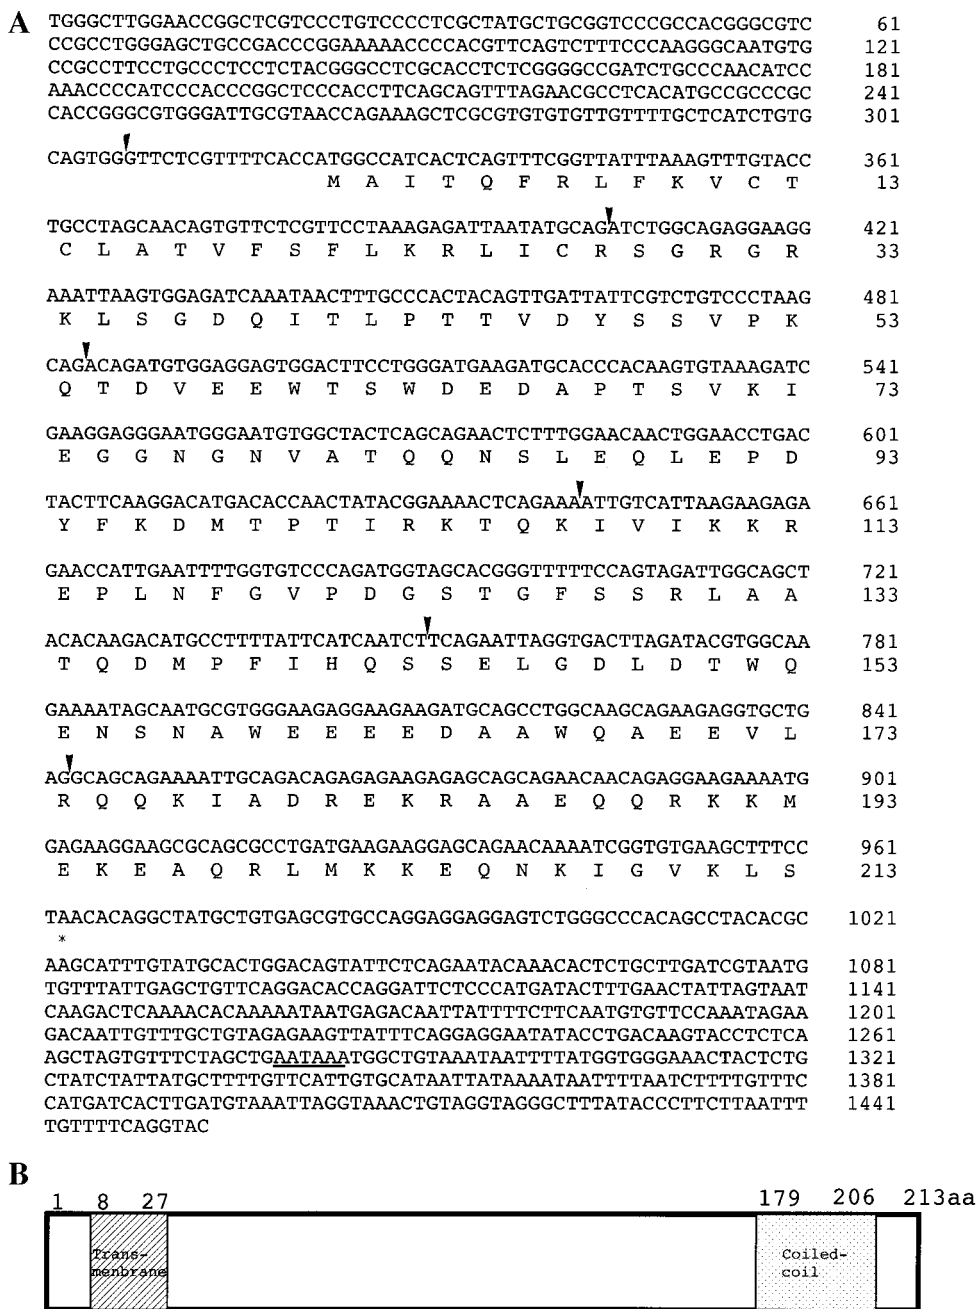 A
TGGGCTTGGAACCGGCTCGTCCCTGTCCCCTCGCTATGCTGCGGTCCCGCCACGGGCGTC 61
CCGCCTGGGAGCTGCCGACCCGGAAAAACCCCACGTTCAGTCTTTCCCAAGGGCAATGTG 121
CCGCCTTCCTGCCCTCCTCTACGGGCCTCGCACCTCTCGGGGCCGATCTGCCCAACATCC 181
AAACCCCATCCCACCCGGCTCCCACCTTCAGCAGTTTAGAACGCCTCACATGCCGCCCGC 241
CACCGGGCGTGGGATTGCGTAACCAGAAAGCTCGCGTGTGTGTTGTTTTGCTCATCTGTG 301
CAGTGGGTTCTCGTTTTCACCATGGCCATCACTCAGTTTCGGTTATTTAAAGTTTGTACC 361
M A I T Q F R L F K V C T 13
TGCCTAGCAACAGTGTTCTCGTTCCTAAAGAGATTAATATGCAGATCTGGCAGAGGAAGG 421
C L A T V F S F L K R L I C R S G R G R 33
AAATTAAGTGGAGATCAAATAACTTTGCCCACTACAGTTGATTATTCGTCTGTCCCTAAG 481
K L S G D Q I T L P T T V D Y S S V P K 53
CAGACAGATGTGGAGGAGTGGACTTCCTGGGATGAAGATGCACCCACAAGTGTAAAGATC 541
Q T D V E E W T S W D E D A P T S V K I 73
GAAGGAGGGAATGGGAATGTGGCTACTCAGCAGAACTCTTTGGAACAACTGGAACCTGAC 601
E G G N G N V A T Q Q N S L E Q L E P D 93
TACTTCAAGGACATGACACCAACTATACGGAAAACTCAGAAAATTGTCATTAAGAAGAGA 661
Y F K D M T P T I R K T Q K I V I K K R 113
GAACCATTGAATTTTGGTGTCCCAGATGGTAGCACGGGTTTTTCCAGTAGATTGGCAGCT 721
E P L N F G V P D G S T G F S S R L A A 133
ACACAAGACATGCCTTTTATTCATCAATCTTCAGAATTAGGTGACTTAGATACGTGGCAA 781
T Q D M P F I H Q S S E L G D L D T W Q 153
GAAAATAGCAATGCGTGGGAAGAGGAAGAAGATGCAGCCTGGCAAGCAGAAGAGGTGCTG 841
E N S N A W E E E E D A A W Q A E E V L 173
AGGCAGCAGAAAATTGCAGACAGAGAGAAGAGAGCAGCAGAACAACAGAGGAAGAAAATG 901
R Q Q K I A D R E K R A A E Q Q R K K M 193
GAGAAGGAAGCGCAGCGCCTGATGAAGAAGGAGCAGAACAAAATCGGTGTGAAGCTTTCC 961
E K E A Q R L M K K E Q N K I G V K L S 213
TAACACAGGCTATGCTGTGAGCGTGCCAGGAGGAGGAGTCTGGGCCCACAGCCTACACGC 1021
*
AAGCATTTGTATGCACTGGACAGTATTCTCAGAATACAAACACTCTGCTTGATCGTAATG 1081
TGTTTATTGAGCTGTTCAGGACACCAGGATTCTCCCATGATACTTTGAACTATTAGTAAT 1141
CAAGACTCAAAACACAAAAATAATGAGACAATTATTTTCTTCAATGTGTTCCAAATAGAA 1201
GACAATTGTTTGCTGTAGAGAAGTTATTTCAGGAGGAATATACCTGACAAGTACCTCTCA 1261
AGCTAGTGTTTCTAGCTGAATAAATGGCTGTAAATAATTTTATGGTGGGAAACTACTCTG 1321
CTATCTATTATGCTTTTGTTCATTGTGCATAATTATAAAATAATTTTAATCTTTTGTTTC 1381
CATGATCACTTGATGTAAATTAGGTAAACTGTAGGTAGGGCTTTATACCCTTCTTAATTT 1441
TGTTTTCAGGTAC
B
1 8 27 179 206 213aa
Trans-
menbrane
Coiled-
coil